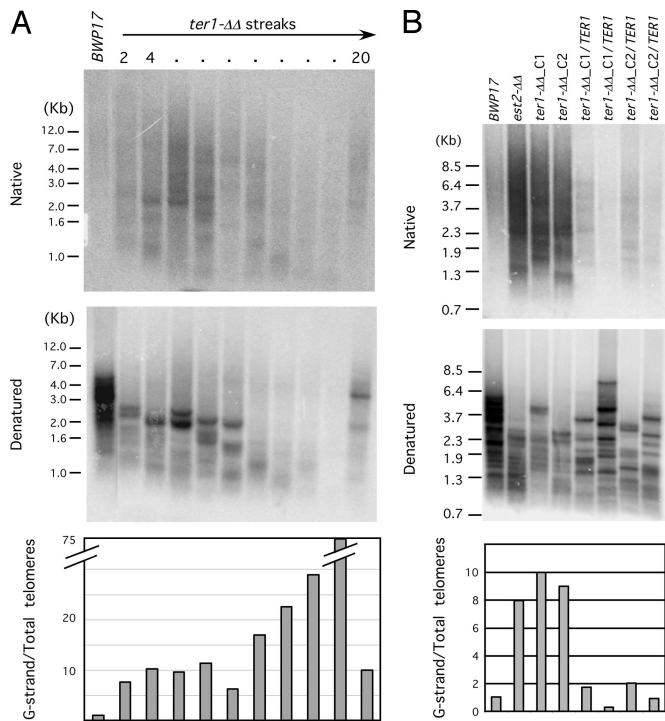 A
ter1-ΔΔ streaks
BWP17
2 4 . . . . . . . 20
(Kb)
12.0
7.0
4.0
3.0
2.0
1.6
1.0
Native
(Kb)
12.0
7.0
4.0
3.0
2.0
1.6
1.0
Denatured
75
20
10
G-strand/Total telomeres
B
BWP17
est2-ΔΔ
ter1-ΔΔ_C1
ter1-ΔΔ_C2
ter1-ΔΔ_C1/TER1
ter1-ΔΔ_C1/TER1
ter1-ΔΔ_C2/TER1
ter1-ΔΔ_C2/TER1
(Kb)
8.5
6.4
3.7
2.3
1.9
1.3
0.7
Native
8.5
6.4
3.7
2.3
1.9
1.3
0.7
Denatured
10
8
6
4
2
0
G-strand/Total telomeres